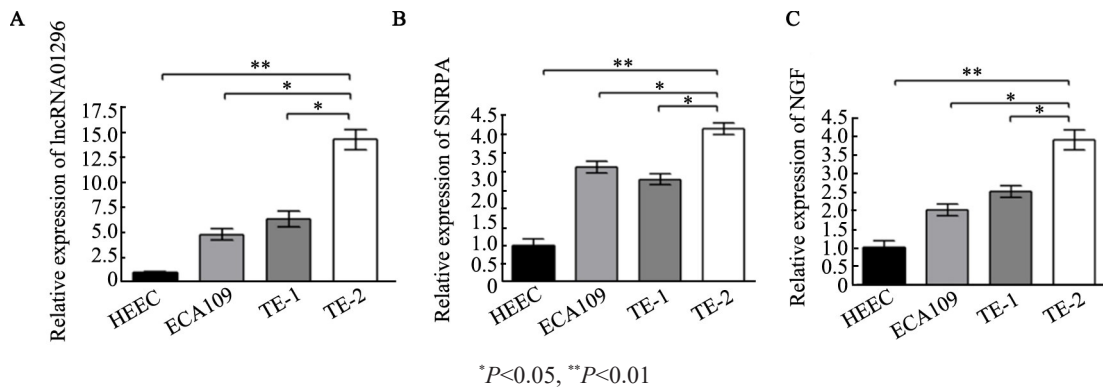 A
Relative expression of lncRNA01296
17.5
15.0
12.5
10.0
7.5
5.0
2.5
0
**
*
*
HEEC
ECA109
TE-1
TE-2
B
Relative expression of SNRPA
4.5
4.0
3.5
3.0
2.5
2.0
1.5
1.0
0.5
0
**
*
*
HEEC
ECA109
TE-1
TE-2
C
Relative expression of NGF
4.5
4.0
3.5
3.0
2.5
2.0
1.5
1.0
0.5
0
**
*
*
HEEC
ECA109
TE-1
TE-2
*P<0.05, **P<0.01